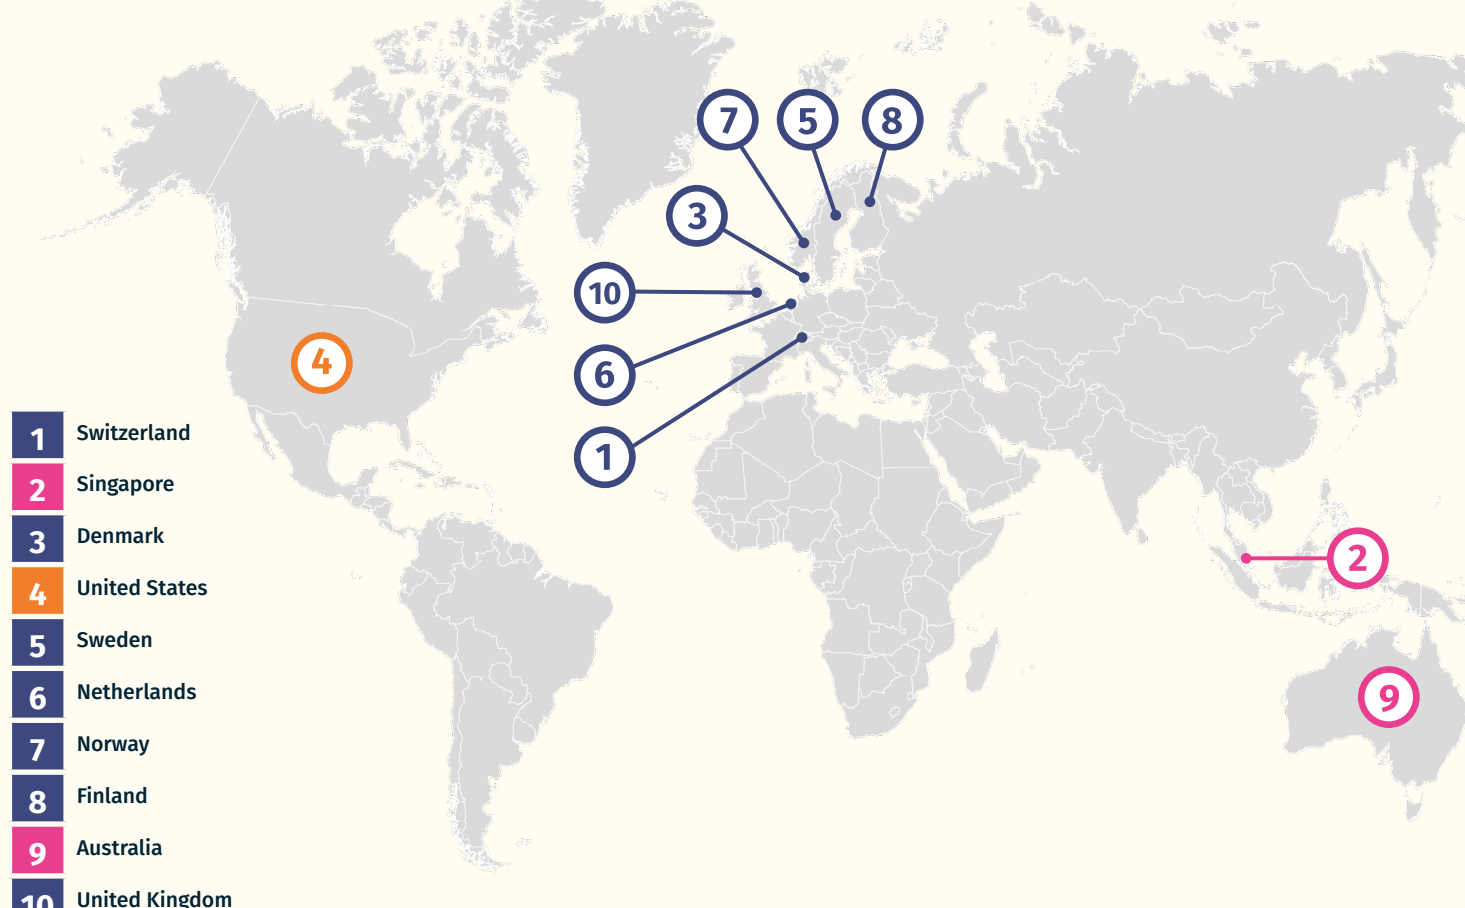 7 5 8
3
10
4
6
1
1 Switzerland
2 Singapore
3 Denmark
2
4 United States
5 Sweden
6 Netherlands
9
7 Norway
8 Finland
9 Australia
10 United Kingdom